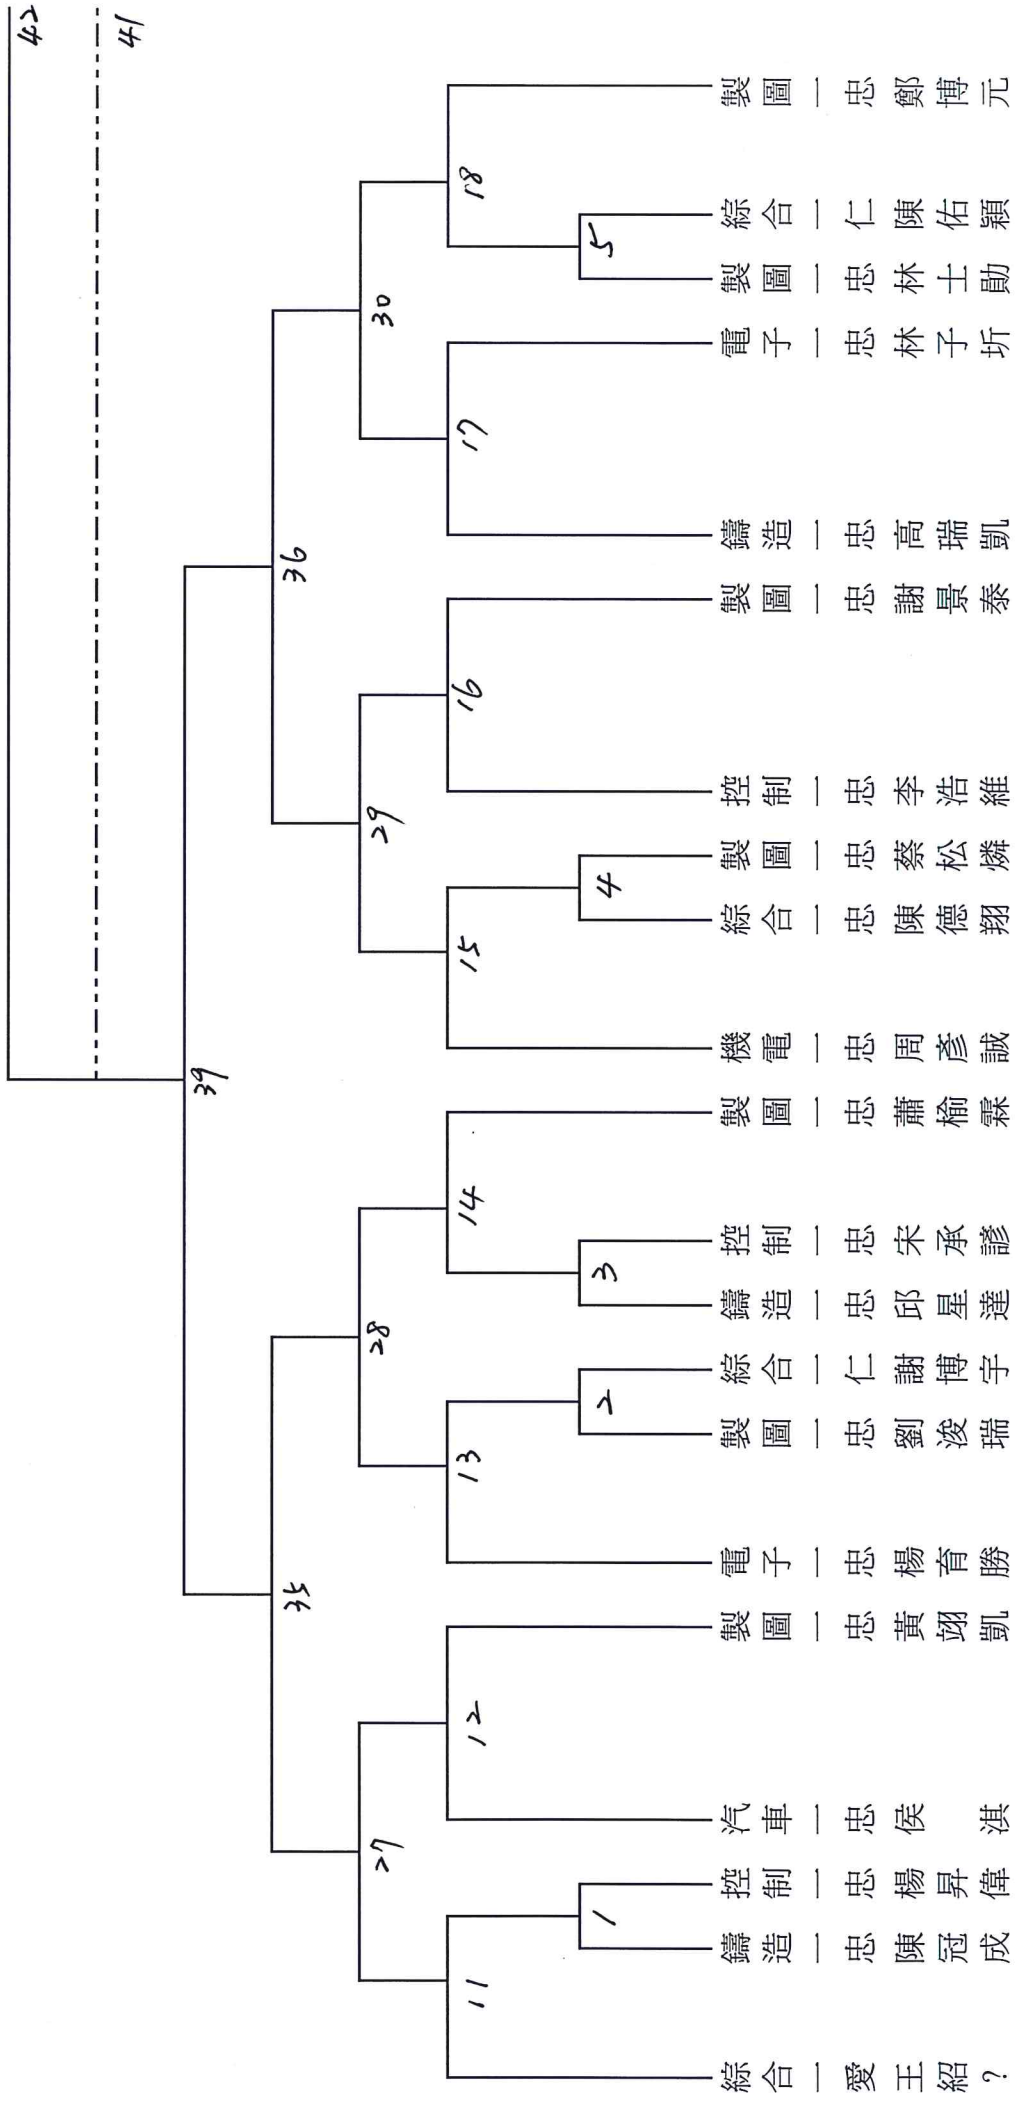 42
41
39
36
35
30
29
28
27
18
17
16
15
14
13
12
11
5
4
3
2
1
製圖一忠鄭博元
綜合一仁陳佑穎
製圖一忠林士勛
電子一忠林子圻
鑄造一忠高瑞凱
製圖一忠謝景泰
控制一忠李浩維
製圖一忠蔡松燐
綜合一忠陳德翔
機電一忠周彥誠
製圖一忠蕭榆霖
控制一忠宋承諺
鑄造一忠邱星達
綜合一仁謝博宇
製圖一忠劉浚瑞
電子一忠楊育勝
製圖一忠黃翊凱
汽車一忠侯　淇
控制一忠楊昇偉
鑄造一忠陳冠成
綜合一愛王紹?